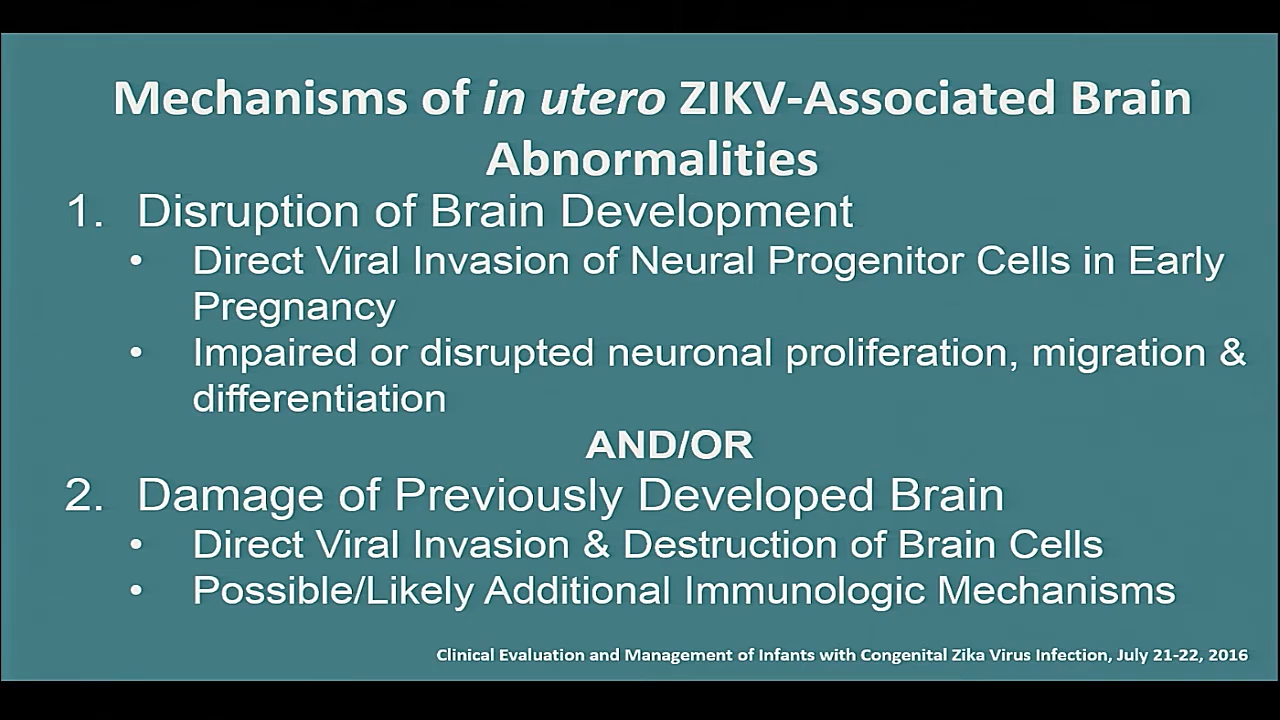 Mechanisms of in utero ZIKV-Associated Brain
Abnormalities
1. Disruption of Brain Development
• Direct Viral Invasion of Neural Progenitor Cells in Early
Pregnancy
• Impaired or disrupted neuronal proliferation, migration &
differentiation
AND/OR
2. Damage of Previously Developed Brain
• Direct Viral Invasion & Destruction of Brain Cells
• Possible/Likely Additional Immunologic Mechanisms
Clinical Evaluation and Management of Infants with Congenital Zika Virus Infection, July 21-22, 2016